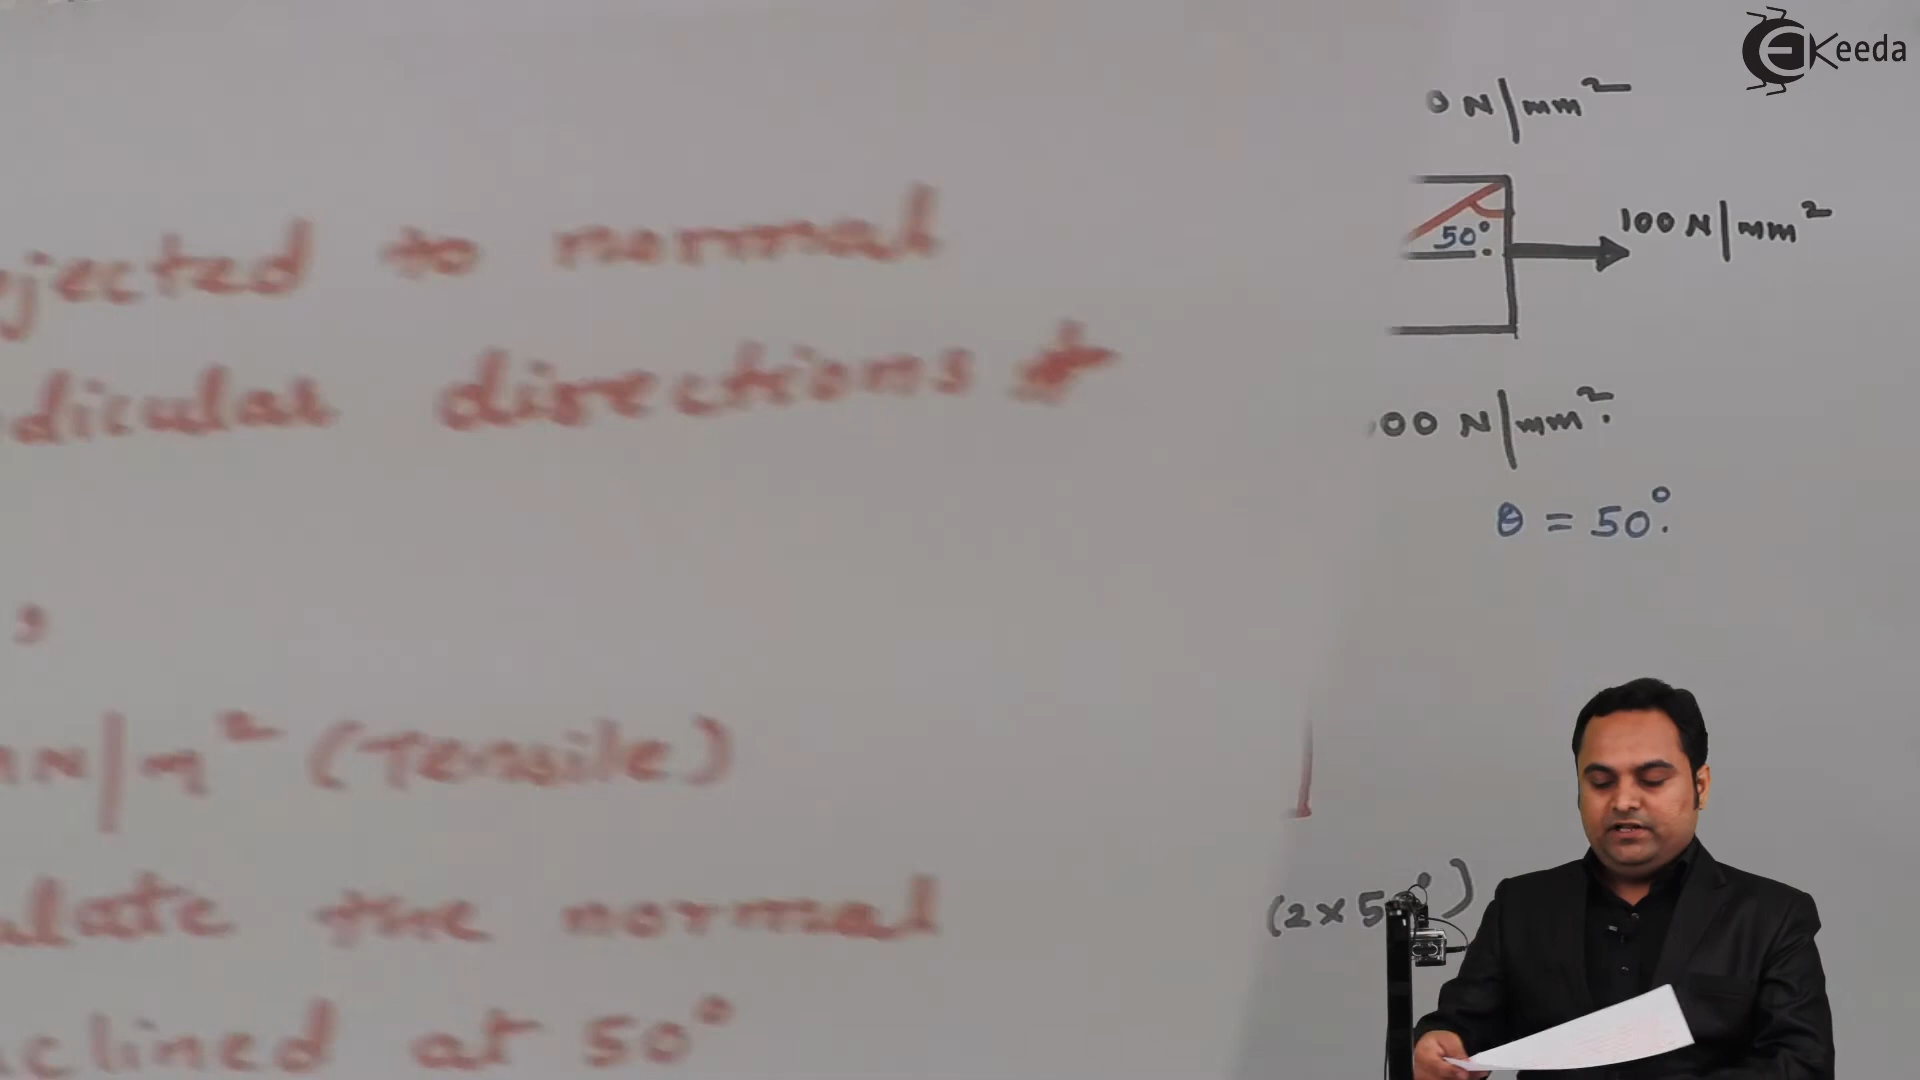 Keeda
0 N/mm²
100 N/mm²
50°
00 N/mm².
θ = 50°.
jected to normal
dicular directions
,
N/m² (Tensile)
(2×5
late the normal
clined at 50°